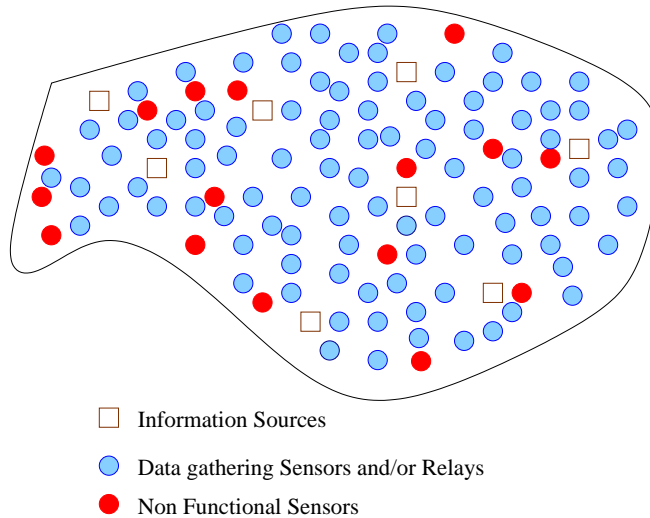 Information Sources
Data gathering Sensors and/or Relays
Non Functional Sensors